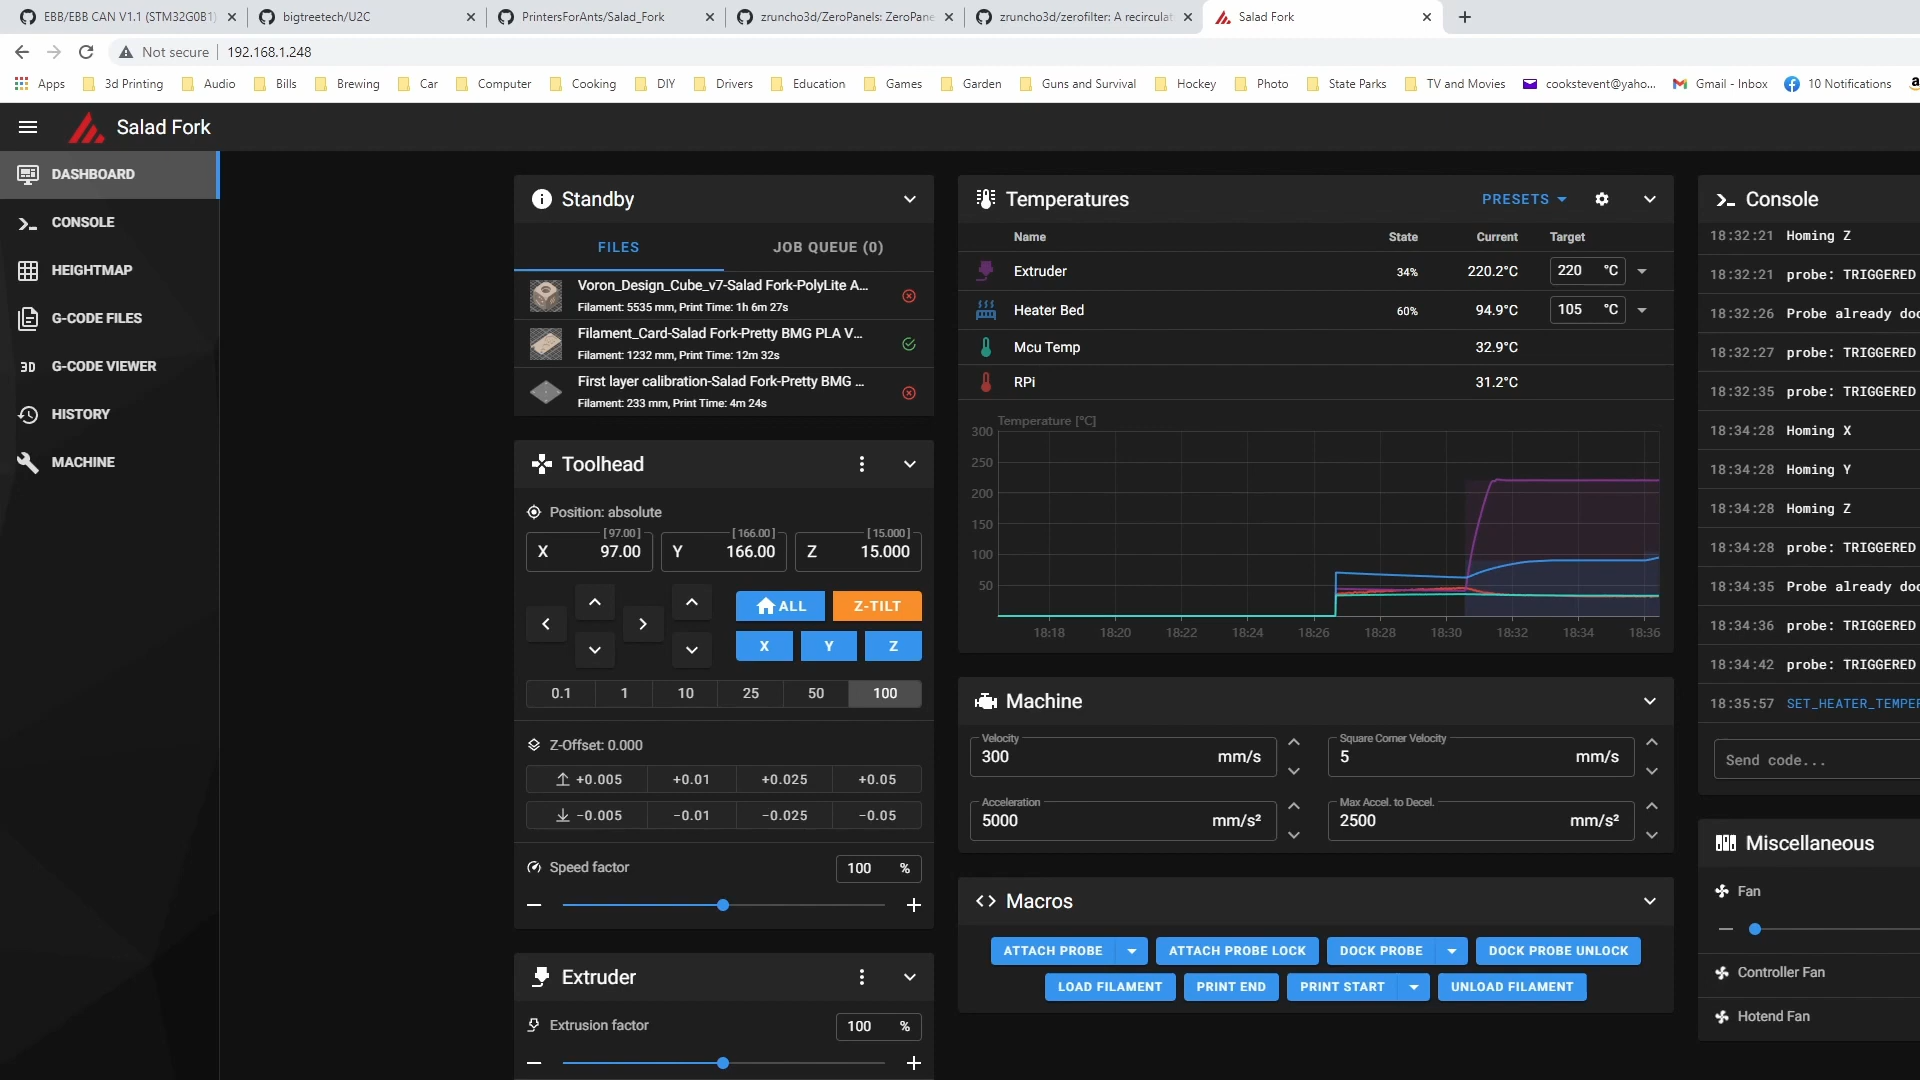 EBB/EBB CAN V1.1 (STM32G0B1)
bigtreetech/U2C
PrintersForAnts/Salad_Fork
zruncho3d/ZeroPanels: ZeroPane
zruncho3d/zerofilter: A recirculat
Salad Fork
Not secure
192.168.1.248
Apps
3d Printing
Audio
Bills
Brewing
Car
Computer
Cooking
DIY
Drivers
Education
Games
Garden
Guns and Survival
Hockey
Photo
State Parks
TV and Movies
cookstevent@yaho...
Gmail - Inbox
10 Notifications
Salad Fork
DASHBOARD
CONSOLE
HEIGHTMAP
G-CODE FILES
3D G-CODE VIEWER
HISTORY
MACHINE
Standby
FILES
JOB QUEUE (0)
Voron_Design_Cube_v7-Salad Fork-PolyLite A...
Filament: 5535 mm, Print Time: 1h 6m 27s
Filament_Card-Salad Fork-Pretty BMG PLA V...
Filament: 1232 mm, Print Time: 12m 32s
First layer calibration-Salad Fork-Pretty BMG ...
Filament: 233 mm, Print Time: 4m 24s
Toolhead
Position: absolute
[ 97.00 ]
[ 166.00 ]
[ 15.000 ]
X 97.00
Y 166.00
Z 15.000
ALL
Z-TILT
X
Y
Z
0.1
1
10
25
50
100
Z-Offset: 0.000
+0.005
+0.01
+0.025
+0.05
−0.005
−0.01
−0.025
−0.05
Speed factor
100 %
Extruder
Extrusion factor
100 %
Temperatures
PRESETS
Name State Current Target
Extruder 34% 220.2°C 220 °C
Heater Bed 60% 94.9°C 105 °C
Mcu Temp 32.9°C
RPi 31.2°C
Temperature [°C]
300
250
200
150
100
50
18:18 18:20 18:22 18:24 18:26 18:28 18:30 18:32 18:34 18:36
Machine
Velocity
300 mm/s
Square Corner Velocity
5 mm/s
Acceleration
5000 mm/s²
Max Accel. to Decel.
2500 mm/s²
Macros
ATTACH PROBE
ATTACH PROBE LOCK
DOCK PROBE
DOCK PROBE UNLOCK
LOAD FILAMENT
PRINT END
PRINT START
UNLOAD FILAMENT
Console
18:32:21 Homing Z
18:32:21 probe: TRIGGERED
18:32:26 Probe already doc
18:32:27 probe: TRIGGERED
18:32:35 probe: TRIGGERED
18:34:28 Homing X
18:34:28 Homing Y
18:34:28 Homing Z
18:34:28 probe: TRIGGERED
18:34:35 Probe already doc
18:34:36 probe: TRIGGERED
18:34:42 probe: TRIGGERED
18:35:57 SET_HEATER_TEMPER
Send code...
Miscellaneous
Fan
Controller Fan
Hotend Fan